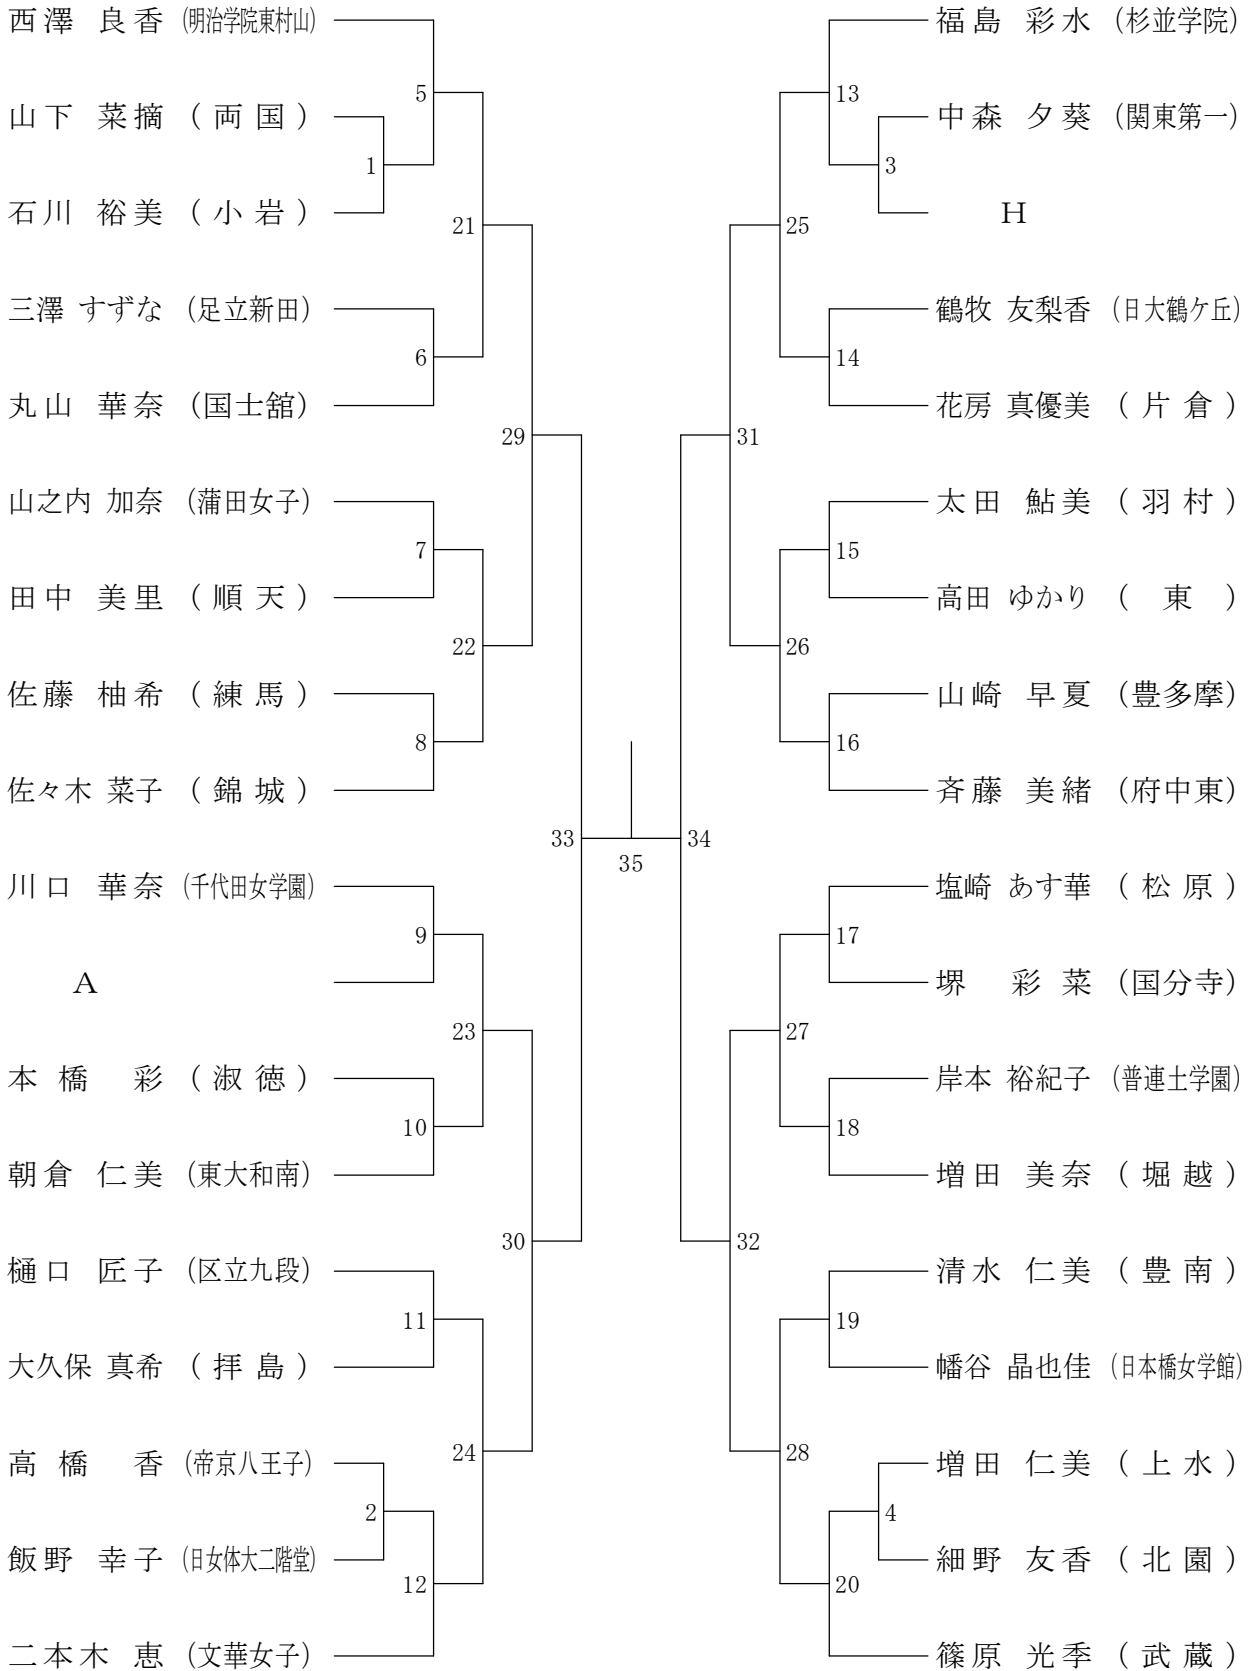 西澤 良香 (明治学院東村山)
5
山下 菜摘 (両国)
1
石川 裕美 (小岩)
21
三澤 すずな (足立新田)
6
丸山 華奈 (国士舘)
29
山之内 加奈 (蒲田女子)
7
田中 美里 (順天)
22
佐藤 柚希 (練馬)
8
佐々木 菜子 (錦城)
33
川口 華奈 (千代田女学園)
9
A
23
本橋 彩 (淑徳)
10
朝倉 仁美 (東大和南)
30
樋口 匠子 (区立九段)
11
大久保 真希 (拝島)
24
高橋 香 (帝京八王子)
2
飯野 幸子 (日女体大二階堂)
12
二本木 恵 (文華女子)
35
福島 彩水 (杉並学院)
13
中森 夕葵 (関東第一)
3
H
25
鶴牧 友梨香 (日大鶴ケ丘)
14
花房 真優美 (片倉)
31
太田 鮎美 (羽村)
15
高田 ゆかり (東)
26
山崎 早夏 (豊多摩)
16
斉藤 美緒 (府中東)
34
塩崎 あす華 (松原)
17
堺 彩菜 (国分寺)
27
岸本 裕紀子 (普連土学園)
18
増田 美奈 (堀越)
32
清水 仁美 (豊南)
19
幡谷 晶也佳 (日本橋女学館)
28
増田 仁美 (上水)
4
細野 友香 (北園)
20
篠原 光季 (武蔵)